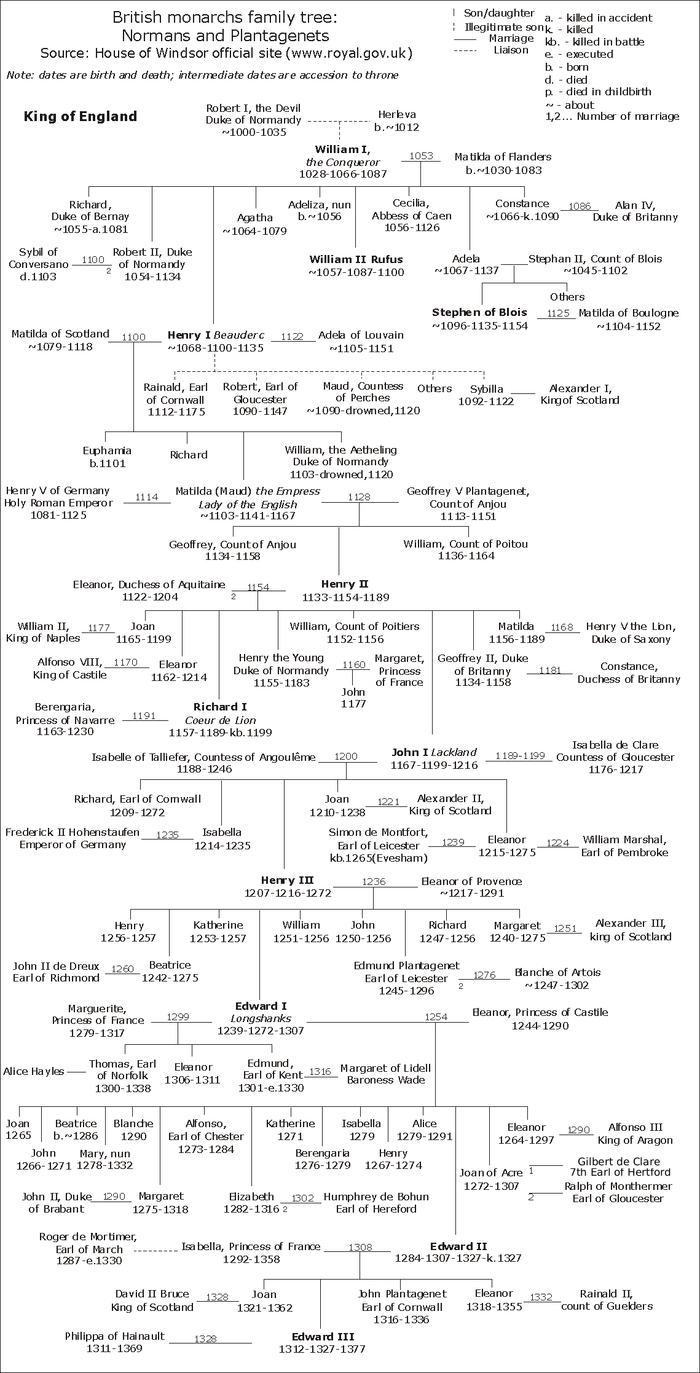 British monarchs family tree:
Normans and Plantagenets
Source: House of Windsor official site (www.royal.gov.uk)
Note: dates are birth and death; intermediate dates are accession to throne
Son/daughter
Illegitimate son
Marriage
Liaison
a. - killed in accident
k. - killed
kb. - killed in battle
e. - executed
b. - born
d. - died
p. - died in childbirth
~ - about
1,2... Number of marriage
King of England
Robert I, the Devil
Duke of Normandy
~1000-1035
Herleva
b.~1012
William I,
the Conqueror
1028-1066-1087
1053
Matilda of Flanders
b.~1030-1083
Richard,
Duke of Bernay
~1055-a.1081
Agatha
~1064-1079
Adeliza, nun
b.~1056
Cecilia,
Abbess of Caen
1056-1126
Constance
~1066-k.1090
1086
Alan IV,
Duke of Britanny
Sybil of
Conversano
d.1103
1100
2
Robert II, Duke
of Normandy
1054-1134
William II Rufus
~1057-1087-1100
Adela
~1067-1137
Stephan II, Count of Blois
~1045-1102
Others
Stephen of Blois
~1096-1135-1154
1125
Matilda of Boulogne
~1104-1152
Matilda of Scotland
~1079-1118
1100
Henry I Beauderc
~1068-1100-1135
1122
Adela of Louvain
~1105-1151
Rainald, Earl
of Cornwall
1112-1175
Robert, Earl of
Gloucester
1090-1147
Maud, Countess
of Perches
~1090-drowned,1120
Others
Sybilla
1092-1122
Alexander I,
King of Scotland
Euphamia
b.1101
Richard
William, the Aetheling
Duke of Normandy
1103-drowned,1120
Henry V of Germany
Holy Roman Emperor
1081-1125
1114
Matilda (Maud) the Empress
Lady of the English
~1103-1141-1167
1128
Geoffrey V Plantagenet,
Count of Anjou
1113-1151
Geoffrey, Count of Anjou
1134-1158
William, Count of Poitou
1136-1164
Eleanor, Duchess of Aquitaine
1122-1204
1154
2
Henry II
1133-1154-1189
William II,
King of Naples
1177
Joan
1165-1199
William, Count of Poitiers
1152-1156
Matilda
1156-1189
1168
Henry V the Lion,
Duke of Saxony
Alfonso VIII,
King of Castile
1170
Eleanor
1162-1214
Henry the Young
Duke of Normandy
1155-1183
1160
Margaret,
Princess
of France
John
1177
Geoffrey II, Duke
of Britanny
1134-1158
1181
Constance,
Duchess of Britanny
Berengaria,
Princess of Navarre
1163-1230
1191
Richard I
Coeur de Lion
1157-1189-kb.1199
Isabelle of Tallifer, Countess of Angoulême
1188-1246
1200
John I Lackland
1167-1199-1216
1189-1199
Isabella de Clare
Countess of Gloucester
1176-1217
Richard, Earl of Cornwall
1209-1272
Joan
1210-1238
1221
Alexander II,
King of Scotland
Frederick II Hohenstaufen
Emperor of Germany
1235
Isabella
1214-1235
Simon de Montfort,
Earl of Leicester
kb.1265(Evesham)
1239
Eleanor
1215-1275
1224
William Marshal,
Earl of Pembroke
Henry III
1207-1216-1272
1236
Eleanor of Provence
~1217-1291
Henry
1256-1257
Katherine
1253-1257
William
1251-1256
John
1250-1256
Richard
1247-1256
Margaret
1240-1275
1251
Alexander III,
king of Scotland
John II de Dreux
Earl of Richmond
1260
Beatrice
1242-1275
Edmund Plantagenet
Earl of Leicester
1245-1296
1276
2
Blanche of Artois
~1247-1302
Marguerite,
Princess of France
1279-1317
1299
Edward I
Longshanks
1239-1272-1307
1254
Eleanor, Princess of Castile
1244-1290
Alice Hayles
Thomas, Earl
of Norfolk
1300-1338
Eleanor
1306-1311
Edmund,
Earl of Kent
1301-e.1330
1316
Margaret of Lidell
Baroness Wade
Joan
1265
Beatrice
b.~1286
Blanche
1290
Alfonso,
Earl of Chester
1273-1284
Katherine
1271
Isabella
1279
Alice
1279-1291
Eleanor
1264-1297
1290
Alfonso III
King of Aragon
John
1266-1271
Mary, nun
1278-1332
Berengaria
1276-1279
Henry
1267-1274
Joan of Acre
1272-1307
1
Gilbert de Clare
7th Earl of Hertford
2
Ralph of Monthermer
Earl of Gloucester
John II, Duke
of Brabant
1290
Margaret
1275-1318
Elizabeth
1282-1316
1302
2
Humphrey de Bohun
Earl of Hereford
Roger de Mortimer,
Earl of March
1287-e.1330
Isabella, Princess of France
1292-1358
1308
Edward II
1284-1307-1327-k.1327
David II Bruce
King of Scotland
1328
Joan
1321-1362
John Plantagenet
Earl of Cornwall
1316-1336
Eleanor
1318-1355
1332
Rainald II,
count of Guelders
Philippa of Hainault
1311-1369
1328
Edward III
1312-1327-1377